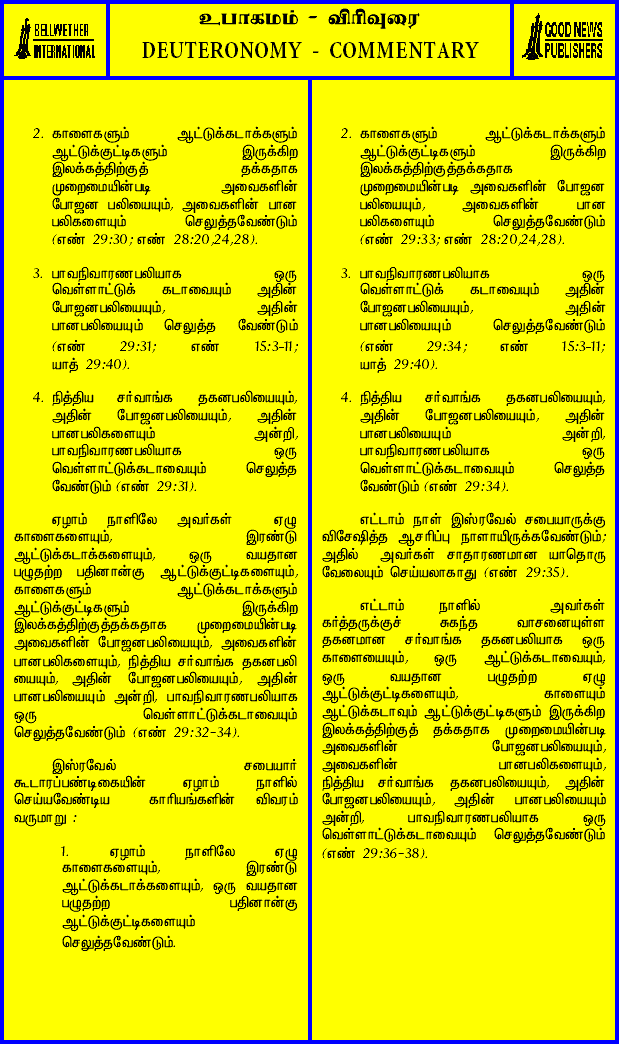 BELLWETHER
INTERNATIONAL
உபாகமம் - விரிவுரை
DEUTERONOMY - COMMENTARY
GOOD NEWS
PUBLISHERS
2. காளைகளும் ஆட்டுக்கடாக்களும்
ஆட்டுக்குட்டிகளும் இருக்கிற
இலக்கத்திற்குத் தக்கதாக
முறைமையின்படி அவைகளின்
போஜன பலியையும், அவைகளின் பான
பலிகளையும் செலுத்தவேண்டும்
(எண் 29:30; எண் 28:20,24,28).
3. பாவநிவாரணபலியாக ஒரு
வெள்ளாட்டுக் கடாவையும் அதின்
போஜனபலியையும், அதின்
பானபலியையும் செலுத்த வேண்டும்
(எண் 29:31; எண் 15:3-11;
யாத் 29:40).
4. நித்திய சர்வாங்க தகனபலியையும்,
அதின் போஜனபலியையும், அதின்
பானபலிகளையும் அன்றி,
பாவநிவாரணபலியாக ஒரு
வெள்ளாட்டுக்கடாவையும் செலுத்த
வேண்டும் (எண் 29:31).
ஏழாம் நாளிலே அவர்கள் ஏழு
காளைகளையும், இரண்டு
ஆட்டுக்கடாக்களையும், ஒரு வயதான
பழுதற்ற பதினான்கு ஆட்டுக்குட்டிகளையும்,
காளைகளும் ஆட்டுக்கடாக்களும்
ஆட்டுக்குட்டிகளும் இருக்கிற
இலக்கத்திற்குத்தக்கதாக முறைமையின்படி
அவைகளின் போஜனபலியையும், அவைகளின்
பானபலிகளையும், நித்திய சர்வாங்க தகனபலி
யையும், அதின் போஜனபலியையும், அதின்
பானபலியையும் அன்றி, பாவநிவாரணபலியாக
ஒரு வெள்ளாட்டுக்கடாவையும்
செலுத்தவேண்டும் (எண் 29:32-34).
இஸ்ரவேல் சபையார்
கூடாரப்பண்டிகையின் ஏழாம் நாளில்
செய்யவேண்டிய காரியங்களின் விவரம்
வருமாறு :
1. ஏழாம் நாளிலே ஏழு
காளைகளையும், இரண்டு
ஆட்டுக்கடாக்களையும், ஒரு வயதான
பழுதற்ற பதினான்கு
ஆட்டுக்குட்டிகளையும்
செலுத்தவேண்டும்.
2. காளைகளும் ஆட்டுக்கடாக்களும்
ஆட்டுக்குட்டிகளும் இருக்கிற
இலக்கத்திற்குத்தக்கதாக
முறைமையின்படி அவைகளின் போஜன
பலியையும், அவைகளின் பான
பலிகளையும் செலுத்தவேண்டும்
(எண் 29:33; எண் 28:20,24,28).
3. பாவநிவாரணபலியாக ஒரு
வெள்ளாட்டுக் கடாவையும் அதின்
போஜனபலியையும், அதின்
பானபலியையும் செலுத்தவேண்டும்
(எண் 29:34; எண் 15:3-11;
யாத் 29:40).
4. நித்திய சர்வாங்க தகனபலியையும்,
அதின் போஜனபலியையும், அதின்
பானபலியையும் அன்றி,
பாவநிவாரணபலியாக ஒரு
வெள்ளாட்டுக்கடாவையும் செலுத்த
வேண்டும் (எண் 29:34).
எட்டாம் நாள் இஸ்ரவேல் சபையாருக்கு
விசேஷித்த ஆசரிப்பு நாளாயிருக்கவேண்டும்;
அதில் அவர்கள் சாதாரணமான யாதொரு
வேலையும் செய்யலாகாது (எண் 29:35).
எட்டாம் நாளில் அவர்கள்
கர்த்தருக்குச் சுகந்த வாசனையுள்ள
தகனமான சர்வாங்க தகனபலியாக ஒரு
காளையையும், ஒரு ஆட்டுக்கடாவையும்,
ஒரு வயதான பழுதற்ற ஏழு
ஆட்டுக்குட்டிகளையும், காளையும்
ஆட்டுக்கடாவும் ஆட்டுக்குட்டிகளும் இருக்கிற
இலக்கத்திற்குத் தக்கதாக முறைமையின்படி
அவைகளின் போஜனபலியையும்,
அவைகளின் பானபலிகளையும்,
நித்திய சர்வாங்க தகனபலியையும், அதின்
போஜனபலியையும், அதின் பானபலியையும்
அன்றி, பாவநிவாரணபலியாக ஒரு
வெள்ளாட்டுக்கடாவையும் செலுத்தவேண்டும்
(எண் 29:36-38).